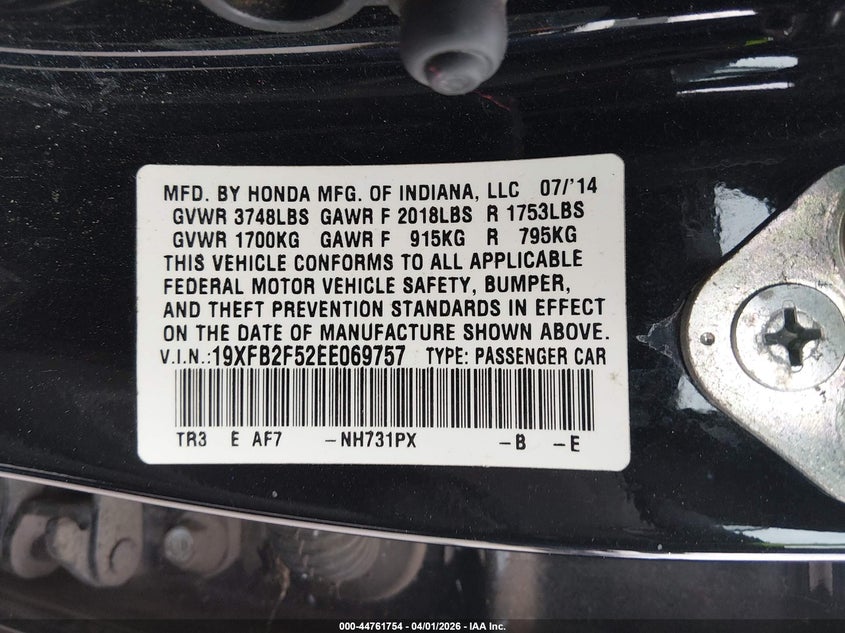 MFD. BY HONDA MFG. OF INDIANA, LLC 07/'14
GVWR 3748LBS GAWR F 2018LBS R 1753LBS
GVWR 1700KG GAWR F 915KG R 795KG
THIS VEHICLE CONFORMS TO ALL APPLICABLE
FEDERAL MOTOR VEHICLE SAFETY, BUMPER,
AND THEFT PREVENTION STANDARDS IN EFFECT
ON THE DATE OF MANUFACTURE SHOWN ABOVE.
V.I.N.:19XFB2F52EE069757 TYPE: PASSENGER CAR
TR3 E AF7 -NH731PX -B -E
000-44761754 | 04/01/2026 | IAA Inc.